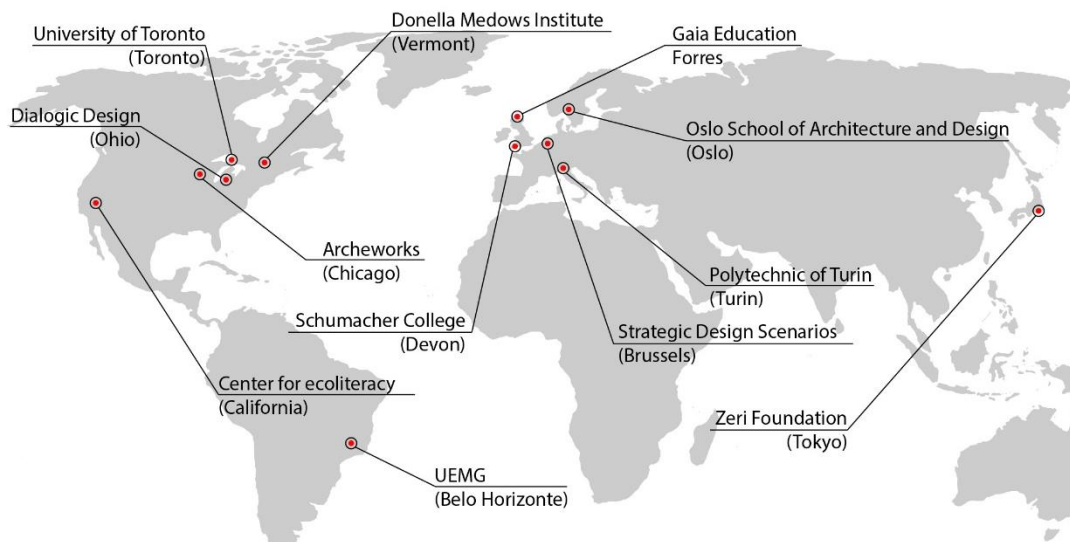 Donella Medows Institute
(Vermont)
University of Toronto
(Toronto)
Gaia Education
Forres
Dialogic Design
(Ohio)
Oslo School of Architecture and Design
(Oslo)
Archeworks
(Chicago)
Polytechnic of Turin
(Turin)
Schumacher College
(Devon)
Strategic Design Scenarios
(Brussels)
Center for ecoliteracy
(California)
Zeri Foundation
(Tokyo)
UEMG
(Belo Horizonte)